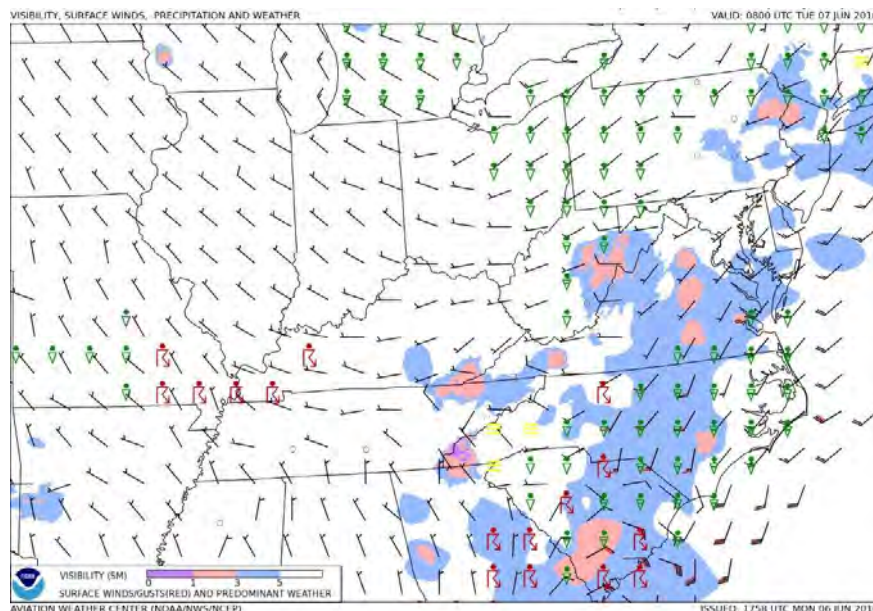 VISIBILITY, SURFACE WINDS, PRECIPITATION AND WEATHER
VALID: 0800 UTC TUE 07 JUN
VISIBILITY (SM)
0 1 3 5
SURFACE WINDS/GUSTS(RED) AND PREDOMINANT WEATHER
AVIATION WEATHER CENTER (NOAA/NWS/NCEP)
ISSUED: 1758 UTC MON 06 JUN